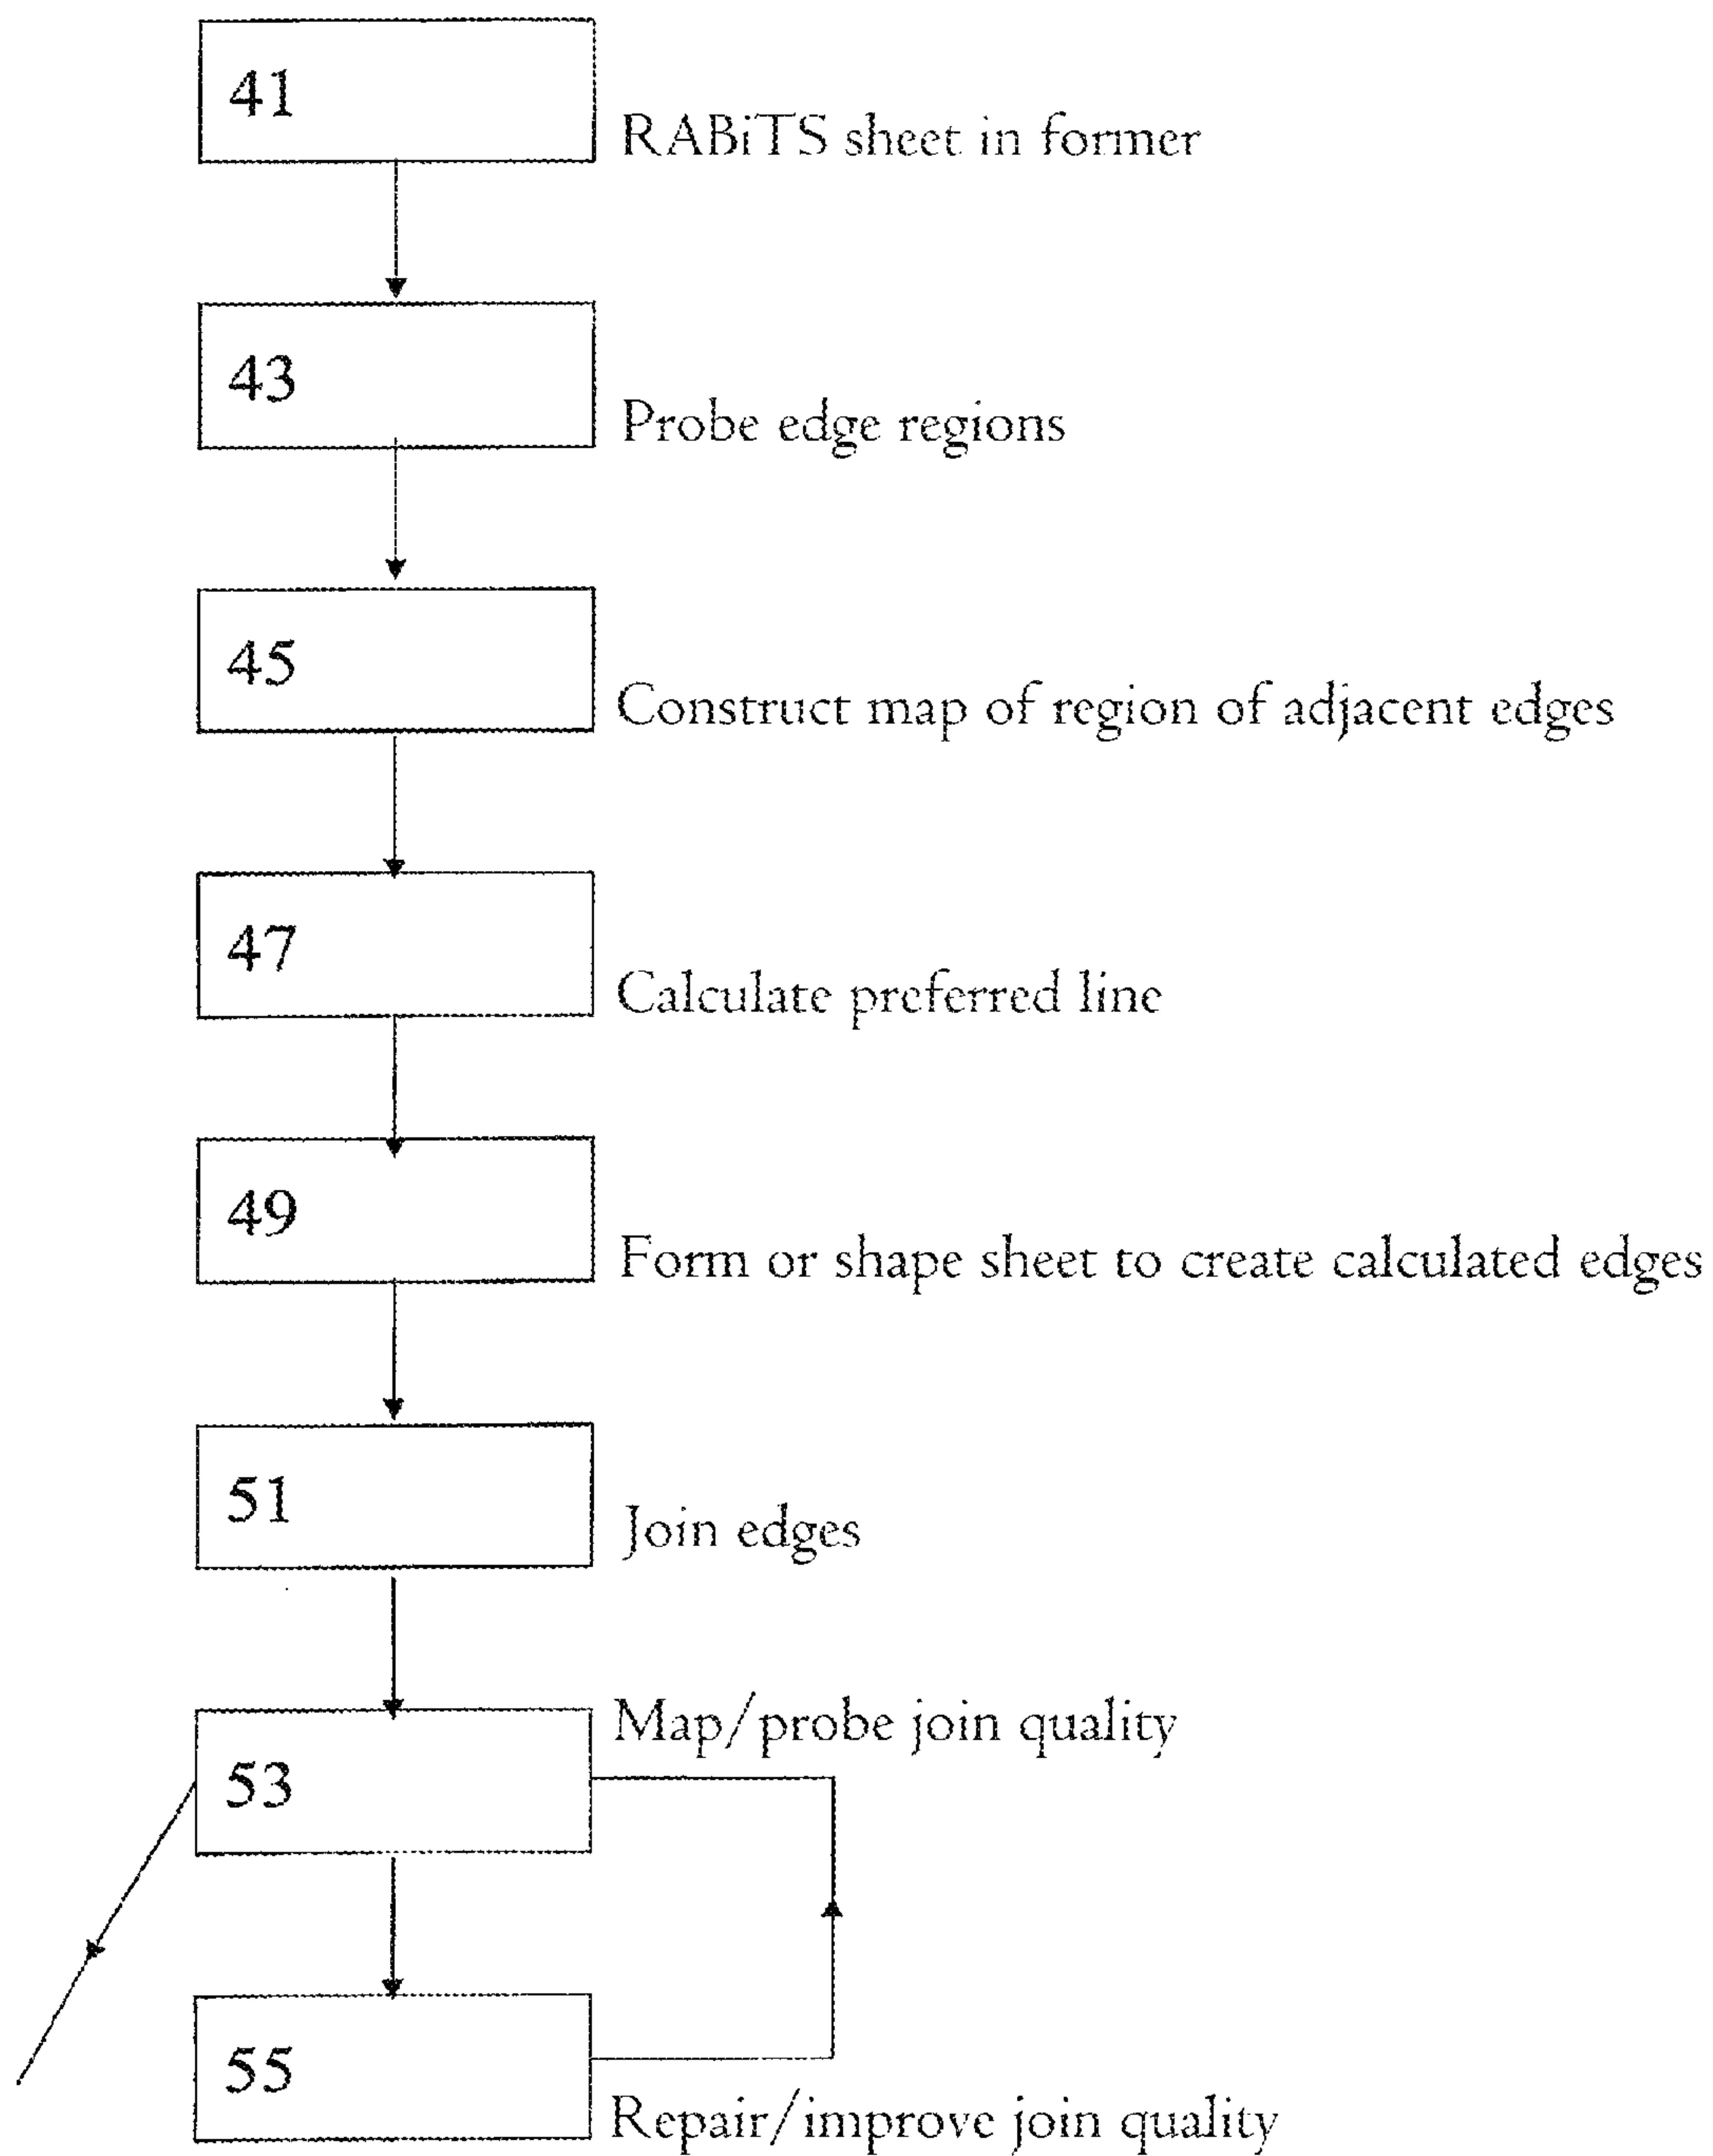 41
RABiTS sheet in former
43
Probe edge regions
45
Construct map of region of adjacent edges
47
Calculate preferred line
49
Form or shape sheet to create calculated edges
51
Join edges
Map/probe join quality
53
55
Repair/improve join quality